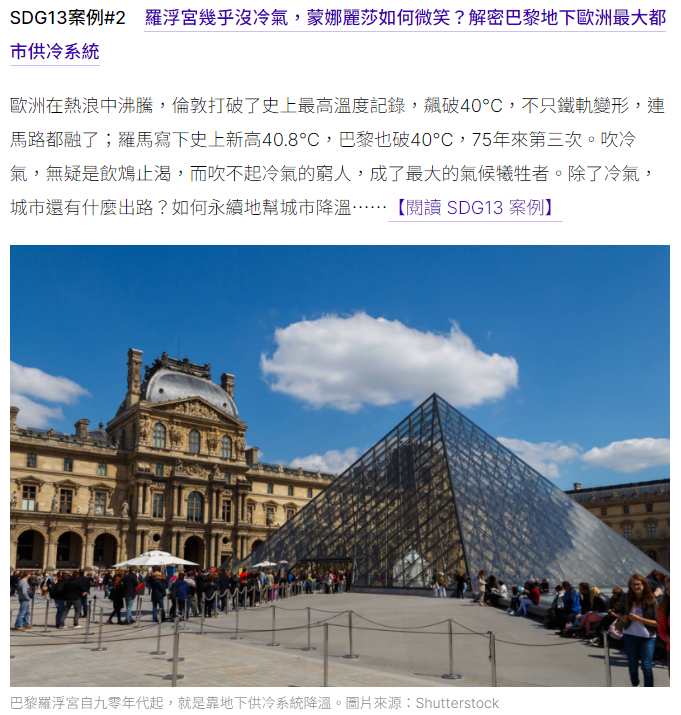 SDG13案例#2 羅浮宮幾乎沒冷氣，蒙娜麗莎如何微笑？解密巴黎地下歐洲最大都
市供冷系統
歐洲在熱浪中沸騰，倫敦打破了史上最高溫度記錄，飆破40°C，不只鐵軌變形，連
馬路都融了；羅馬寫下史上新高40.8°C，巴黎也破40°C，75年來第三次。吹冷
氣，無疑是飲鴆止渴，而吹不起冷氣的窮人，成了最大的氣候犧牲者。除了冷氣，
城市還有什麼出路？如何永續地幫城市降溫⋯⋯【閱讀 SDG13 案例】
巴黎羅浮宮自九零年代起，就是靠地下供冷系統降溫。圖片來源：Shutterstock